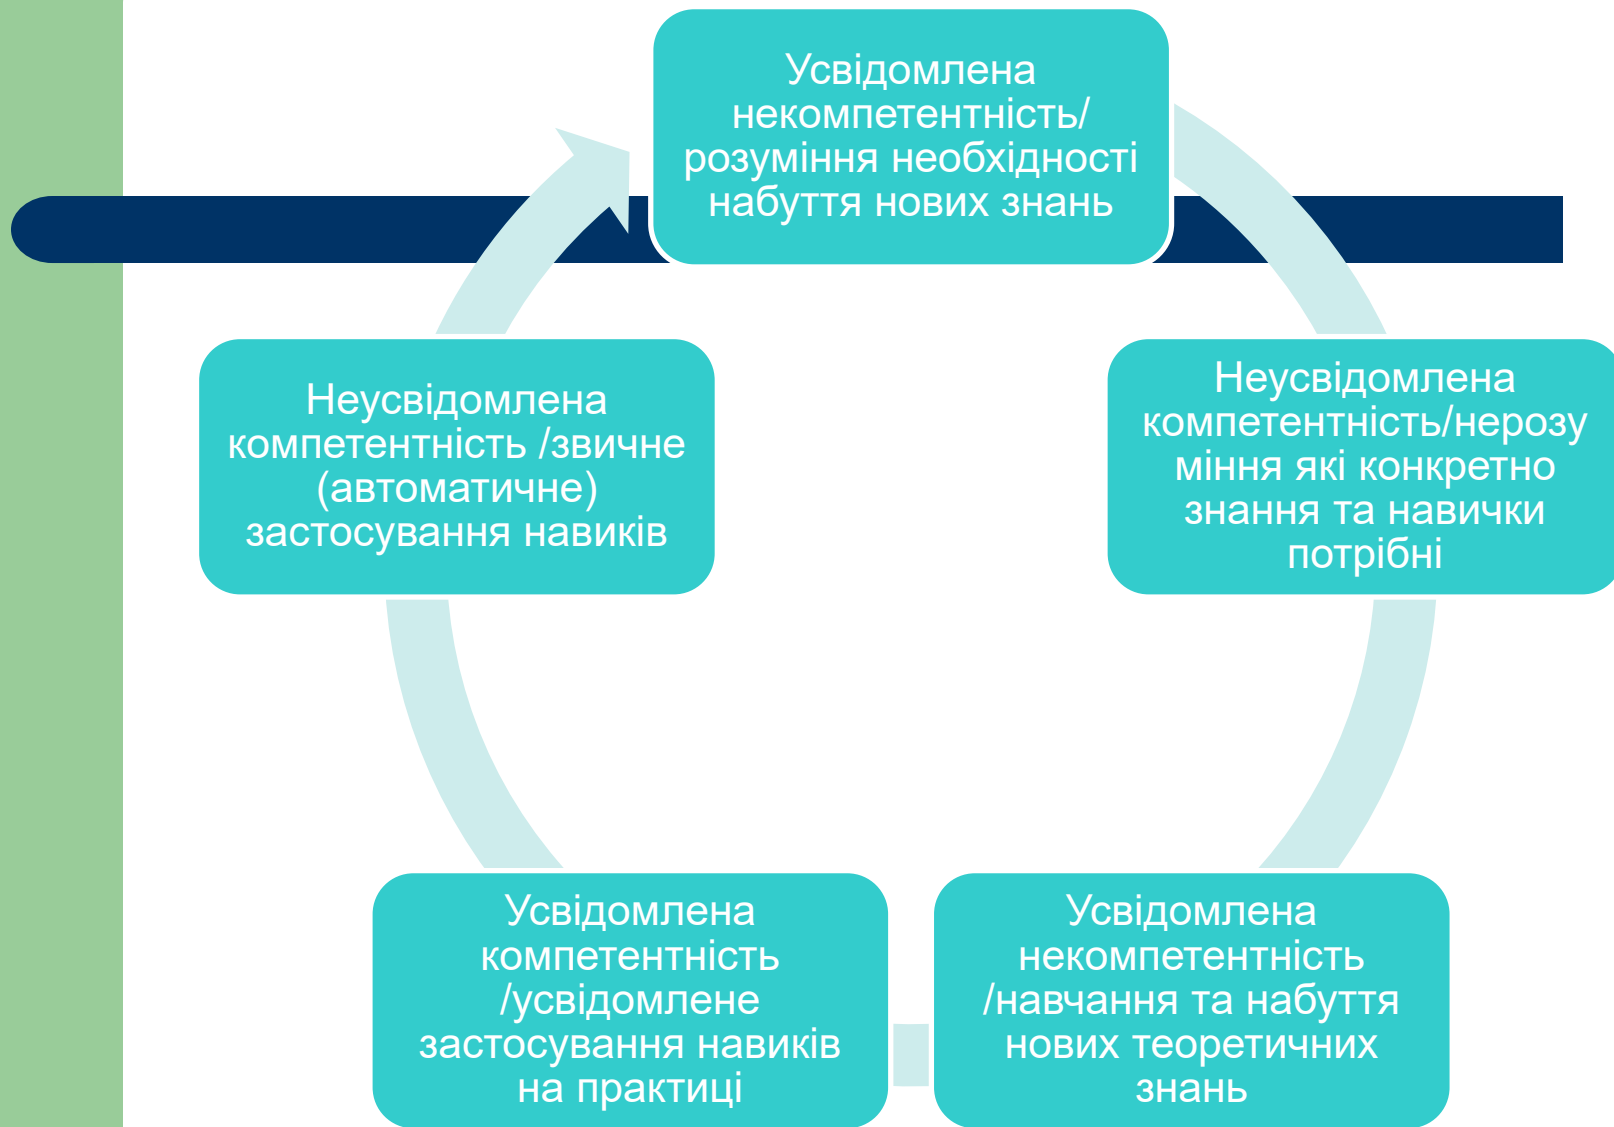 Усвідомлена
некомпетентність/
розуміння необхідності
набуття нових знань
Неусвідомлена
компетентність/нерозу
міння які конкретно
знання та навички
потрібні
Усвідомлена
некомпетентність
/навчання та набуття
нових теоретичних
знань
Усвідомлена
компетентність
/усвідомлене
застосування навиків
на практиці
Неусвідомлена
компетентність /звичне
(автоматичне)
застосування навиків